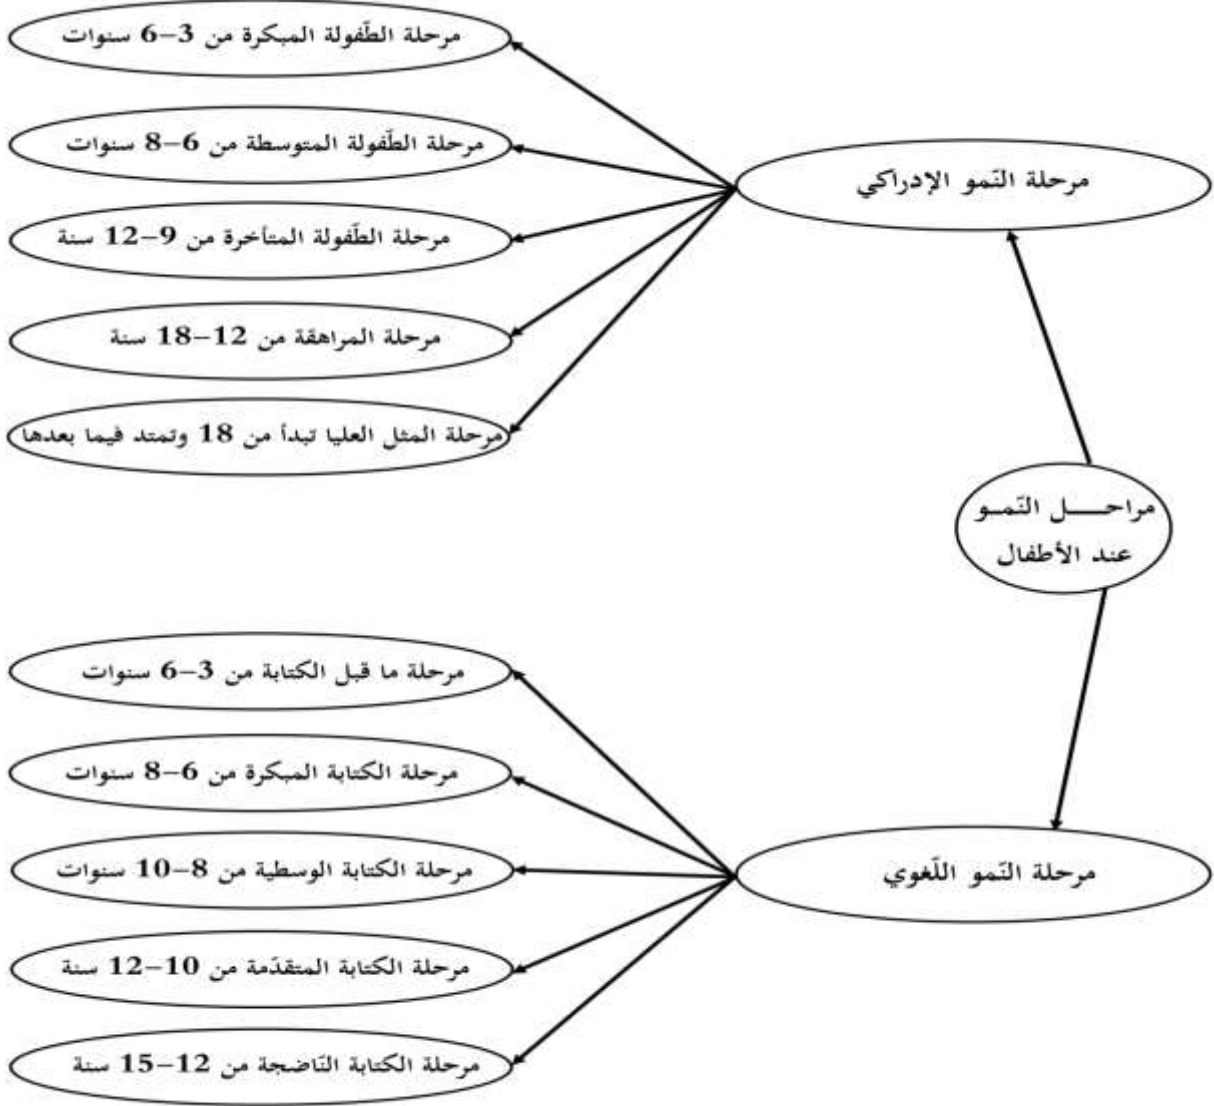 مراحـــــل النّمـــو
عند الأطفال
مرحلة النّمو الإدراكي
مرحلة الطّفولة المبكرة من 3–6 سنوات
مرحلة الطّفولة المتوسطة من 6–8 سنوات
مرحلة الطّفولة المتأخرة من 9–12 سنة
مرحلة المراهقة من 12–18 سنة
مرحلة المثل العليا تبدأ من 18 وتمتد فيما بعدها
مرحلة النّمو اللّغوي
مرحلة ما قبل الكتابة من 3–6 سنوات
مرحلة الكتابة المبكرة من 6–8 سنوات
مرحلة الكتابة الوسطية من 8–10 سنوات
مرحلة الكتابة المتقدّمة من 10–12 سنة
مرحلة الكتابة النّاضجة من 12–15 سنة